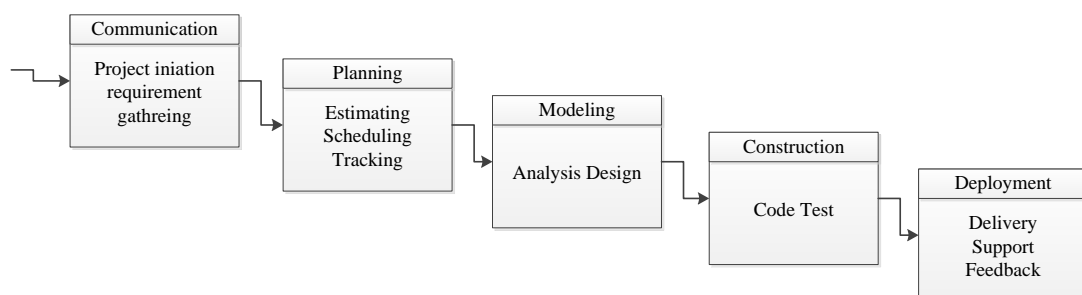 Communication
Project iniation
requirement
gathreing
Planning
Estimating
Scheduling
Tracking
Modeling
Analysis Design
Construction
Code Test
Deployment
Delivery
Support
Feedback